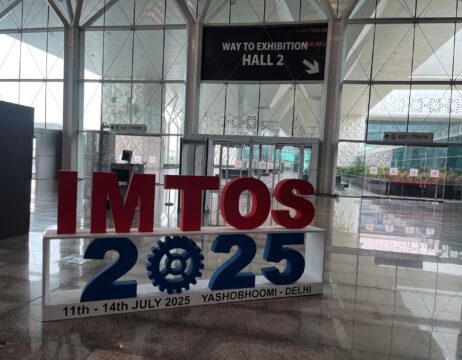 WAY TO EXHIBITION
HALL 2
IMTOS
2025
11th - 14th JULY 2025 YASHOBHOOMI - DELHI